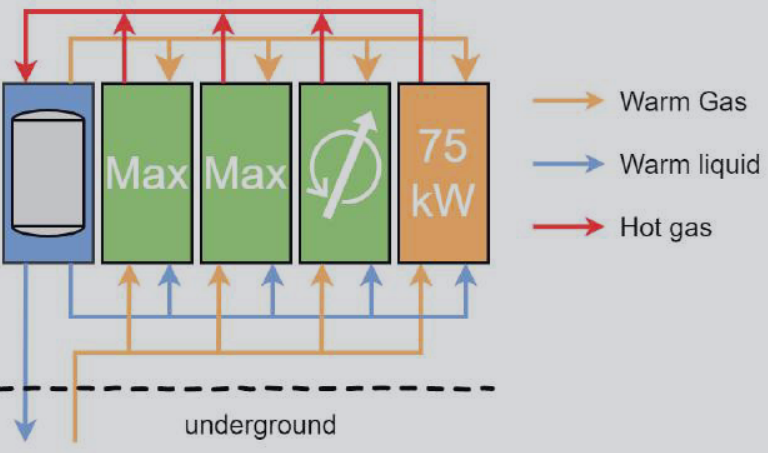 Max
Max
75
kW
Warm Gas
Warm liquid
Hot gas
underground